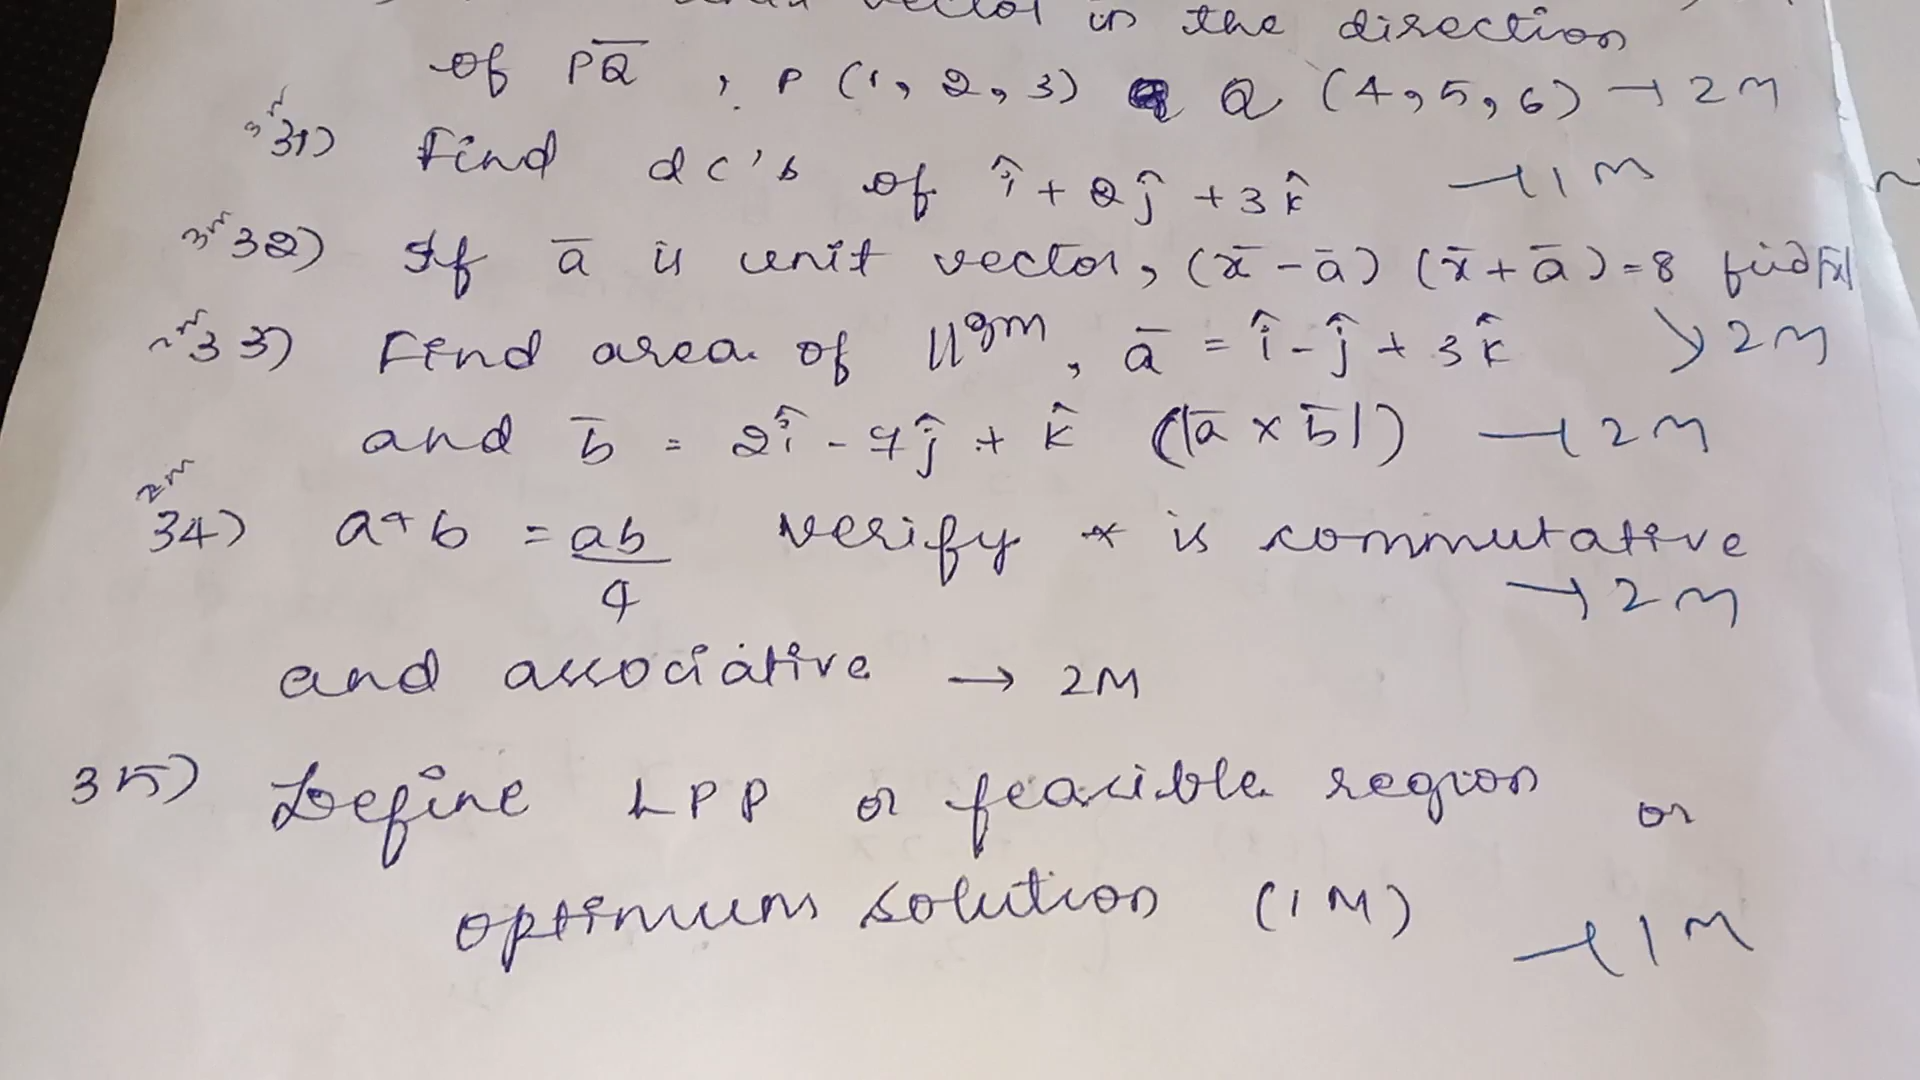 vector in the direction
of PQ̅ , P (1, 2, 3) Q (4, 5, 6) → 2M
31) Find dc's of î + 2ĵ + 3k̂ → 1M
32) If a̅ is unit vector, (x̅ - a̅) (x̅ + a̅) = 8 find |x̅|
→ 2M
33) Find area of ||gm, a̅ = î - ĵ + 3k̂
and b̅ = 2î - 7ĵ + k̂ (|a̅ × b̅|) → 2M
34) a * b = ab/4 verify * is commutative
→ 2M
and associative → 2M
35) Define LPP or feasible region or
optimum solution (1M) → 1M